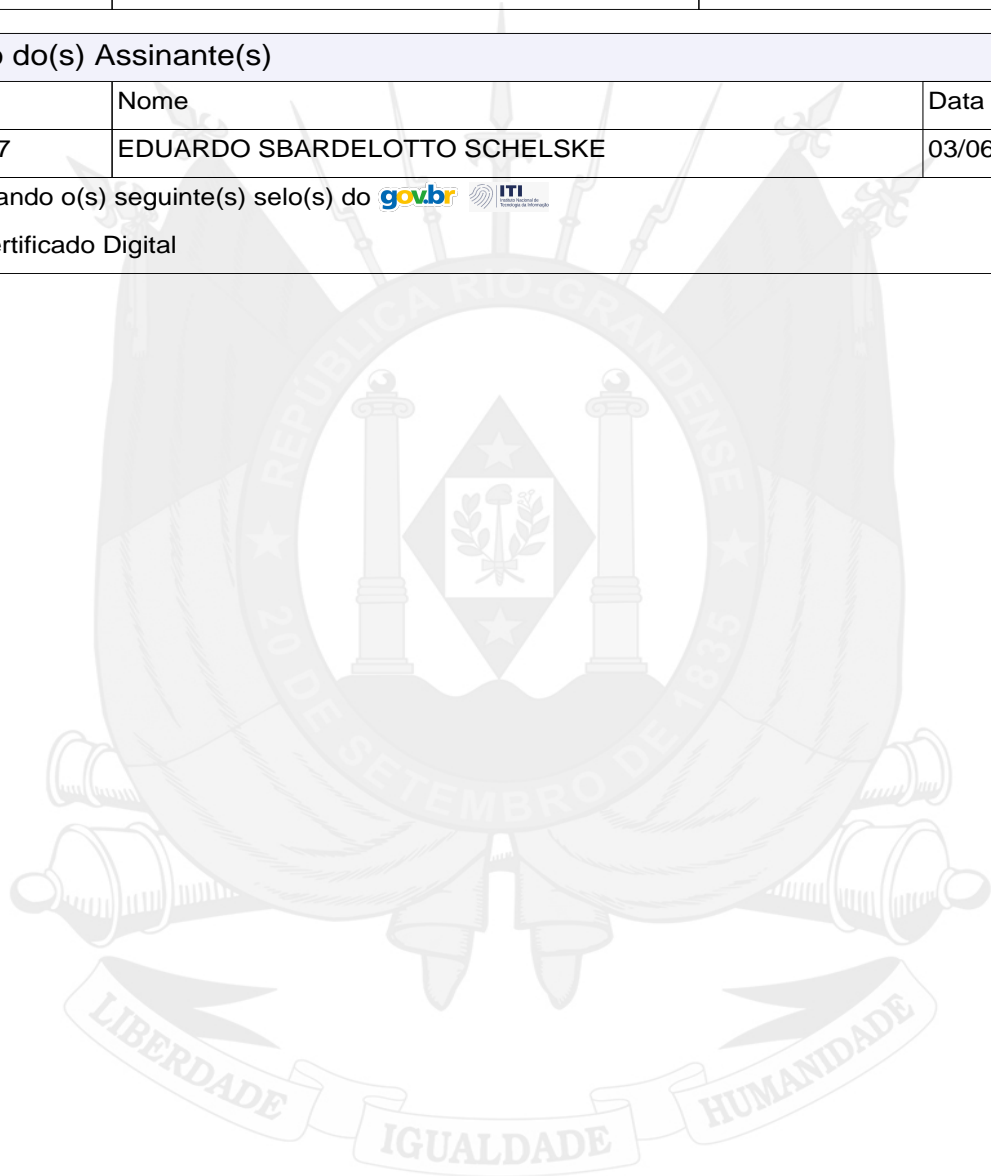 o do(s) Assinante(s)
Nome Data
7 EDUARDO SBARDELOTTO SCHELSKE 03/06
ando o(s) seguinte(s) selo(s) do gov.br ITI
ertificado Digital
REPÚBLICA RIO-GRANDENSE
20 DE SETEMBRO DE 1835
LIBERDADE IGUALDADE HUMANIDADE